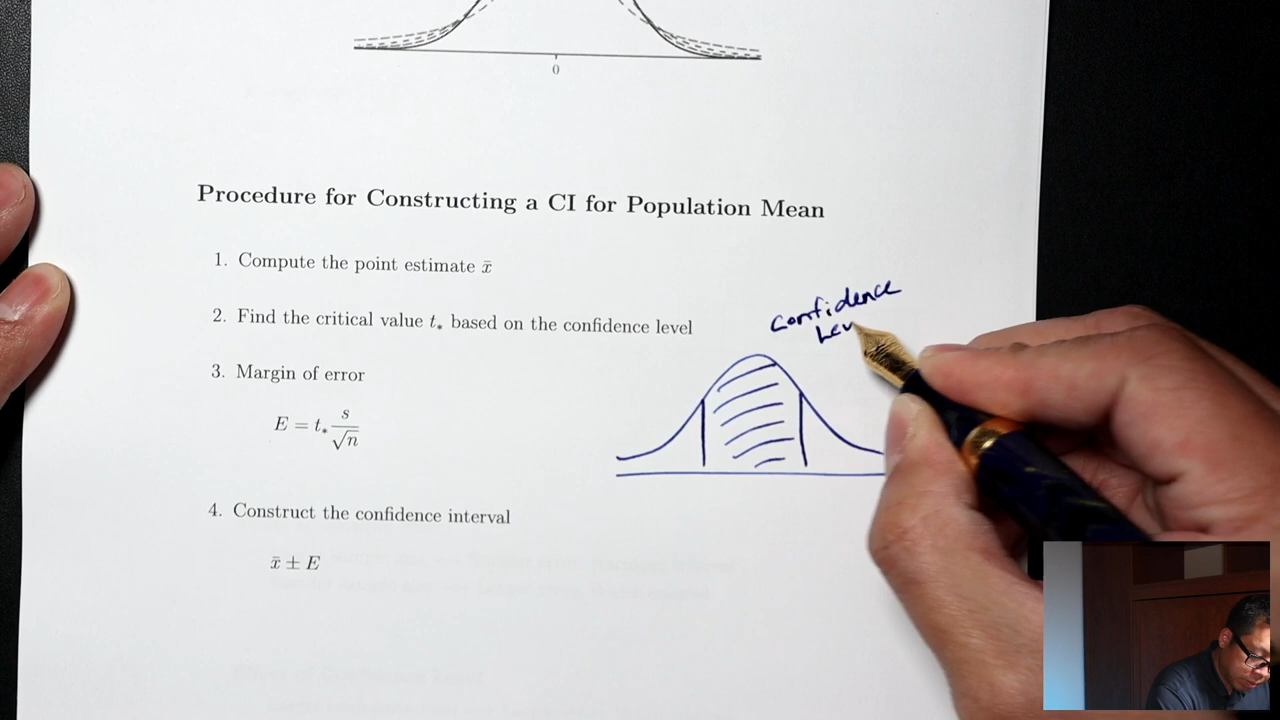 0
Procedure for Constructing a CI for Population Mean
1. Compute the point estimate x̄
2. Find the critical value t* based on the confidence level
3. Margin of error
E = t* s/√n
4. Construct the confidence interval
x̄ ± E
Confidence
Lev